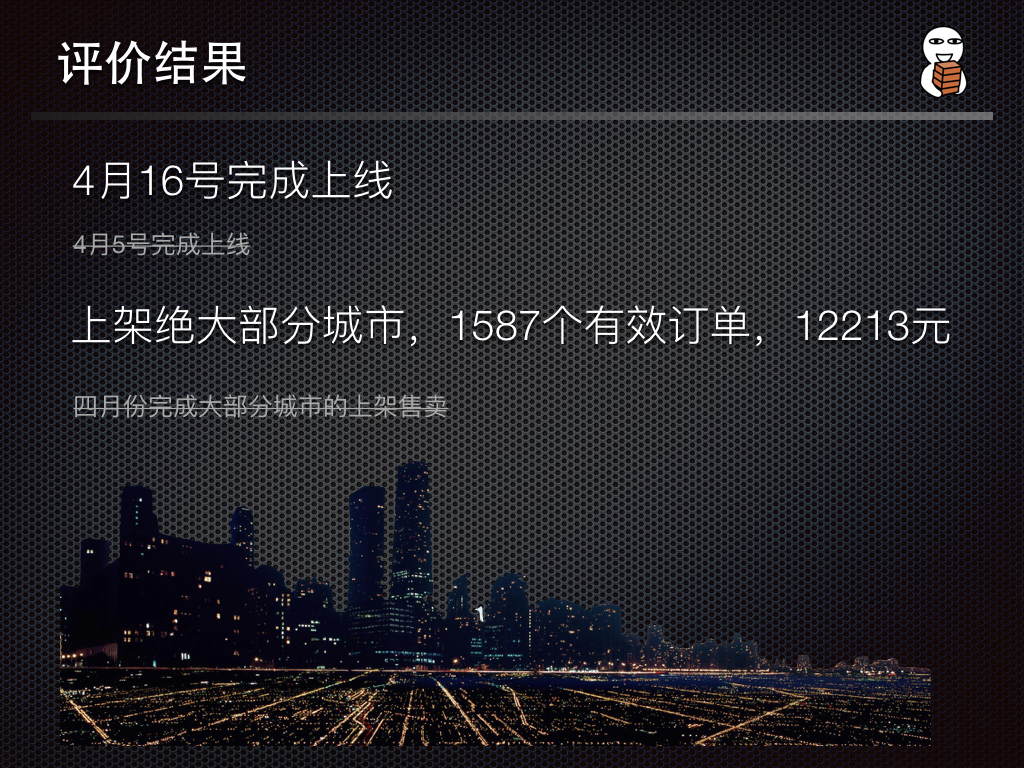 评价结果
4月16号完成上线
4月5号完成上线
上架绝大部分城市，1587个有效订单，12213元
四月份完成大部分城市的上架售卖